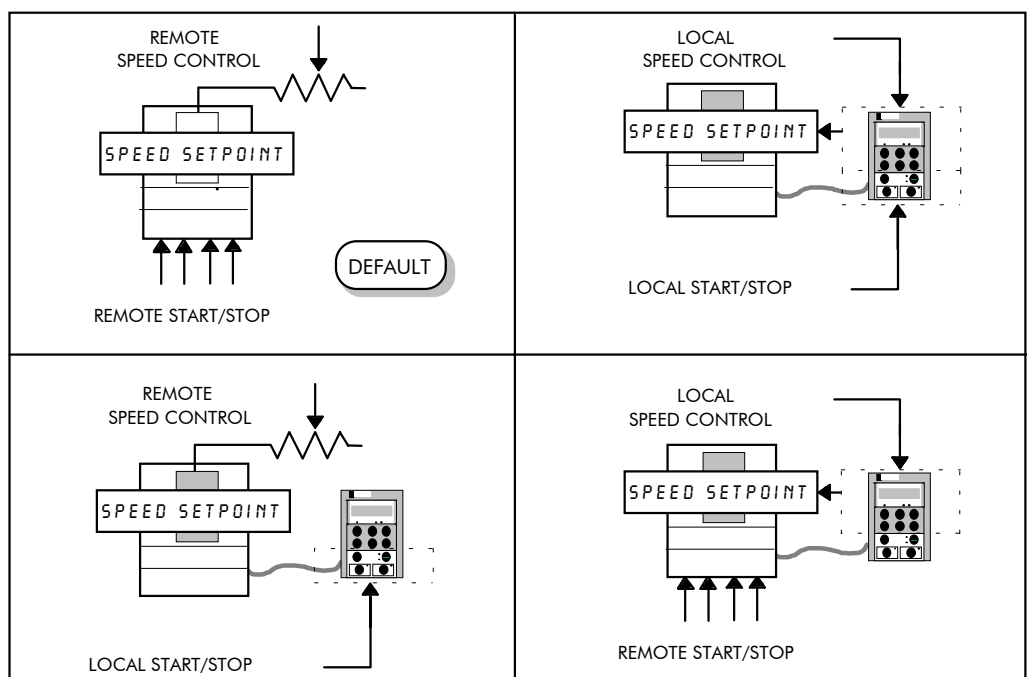 REMOTE
SPEED CONTROL
SPEED SETPOINT
DEFAULT
REMOTE START/STOP
LOCAL
SPEED CONTROL
SPEED SETPOINT
LOCAL START/STOP
REMOTE
SPEED CONTROL
SPEED SETPOINT
LOCAL START/STOP
LOCAL
SPEED CONTROL
SPEED SETPOINT
REMOTE START/STOP